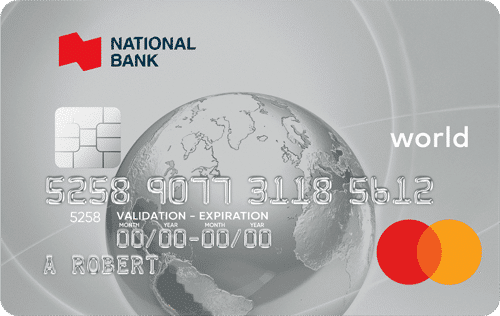 NATIONAL
BANK
world
5258 9077 3118 5612
5258 VALIDATION - EXPIRATION
MONTH YEAR MONTH YEAR
00/00-00/00
A ROBERT